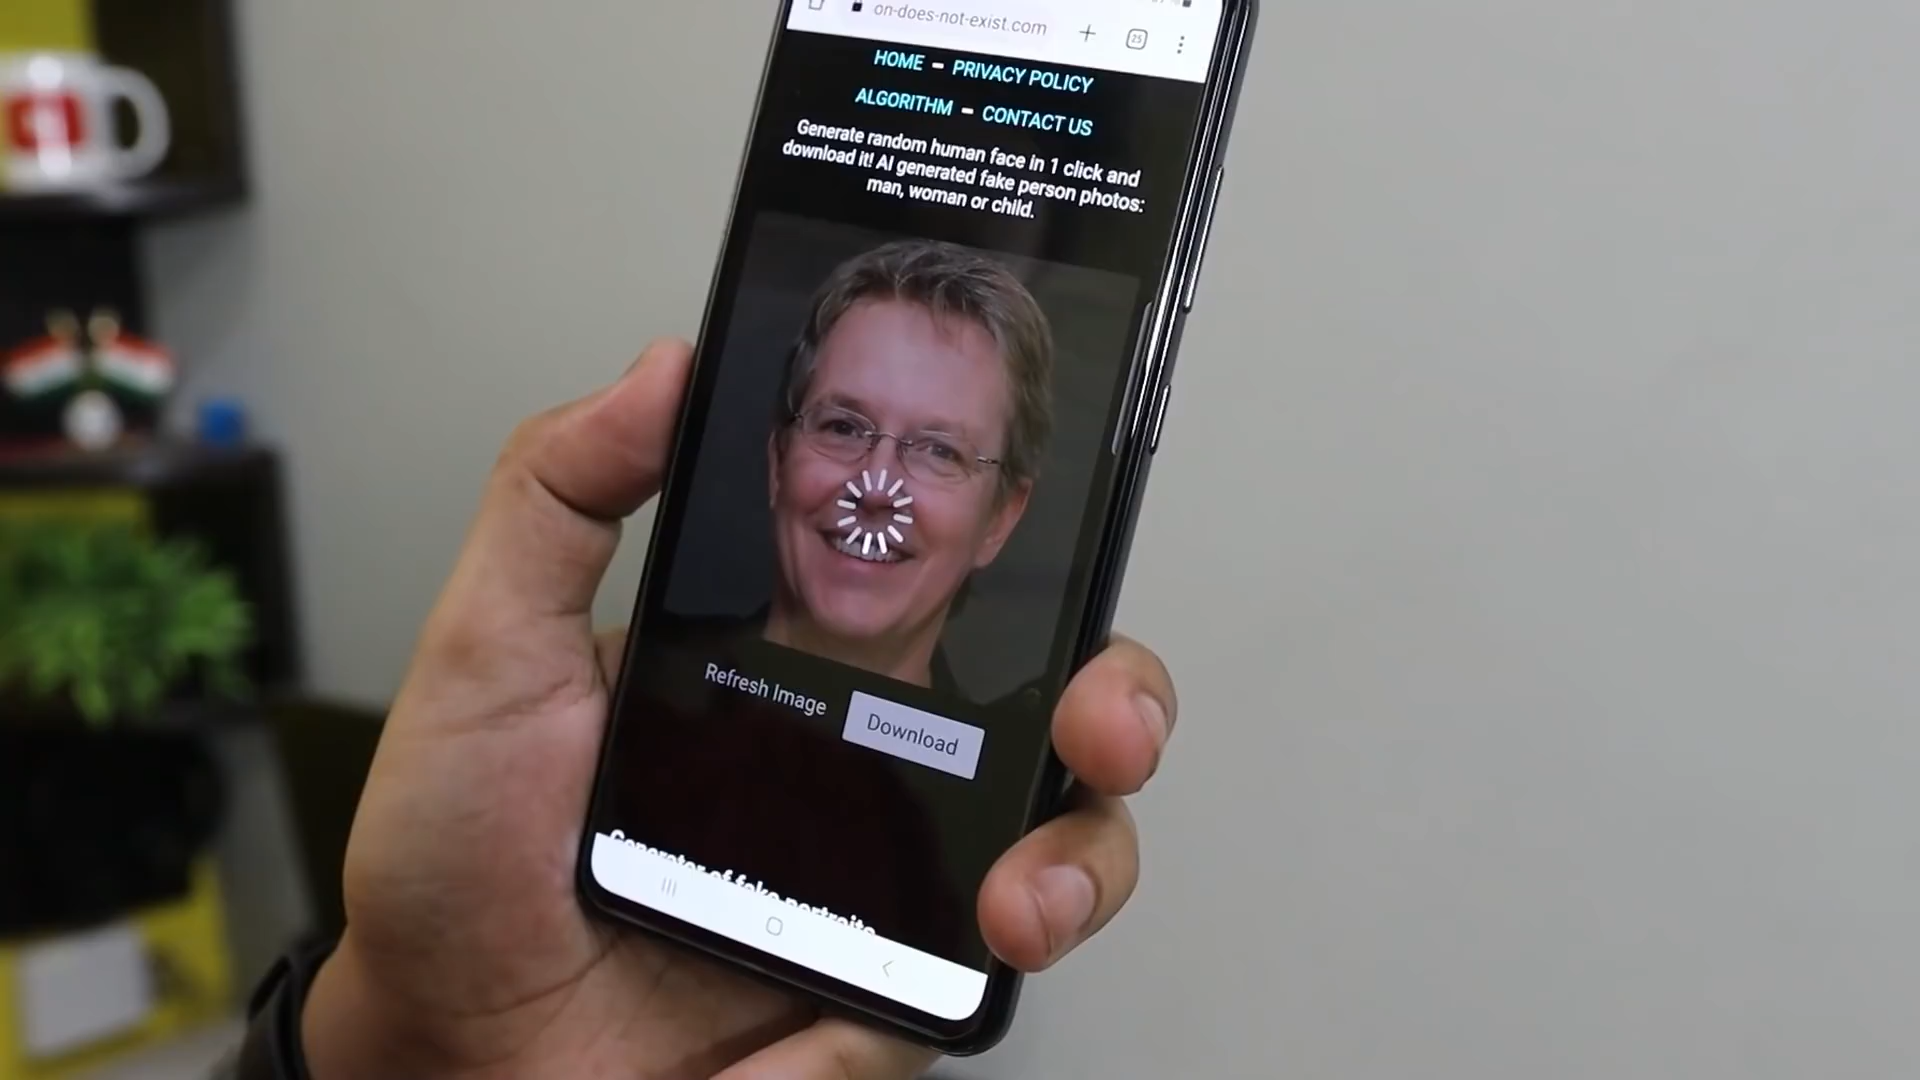 on-does-not-exist.com
25
HOME - PRIVACY POLICY
ALGORITHM - CONTACT US
Generate random human face in 1 click and
download it! AI generated fake person photos:
man, woman or child.
Refresh Image
Download
Generator of fake portraits